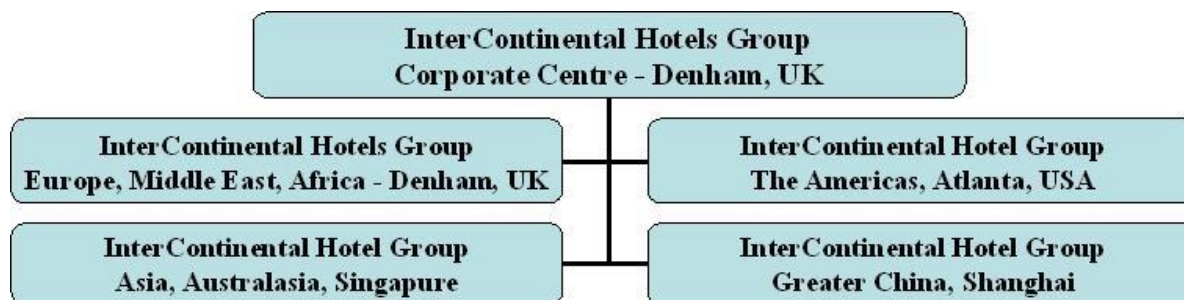 InterContinental Hotels Group
Corporate Centre - Denham, UK
InterContinental Hotels Group
Europe, Middle East, Africa - Denham, UK
InterContinental Hotel Group
The Americas, Atlanta, USA
InterContinental Hotel Group
Asia, Australasia, Singapure
InterContinental Hotel Group
Greater China, Shanghai